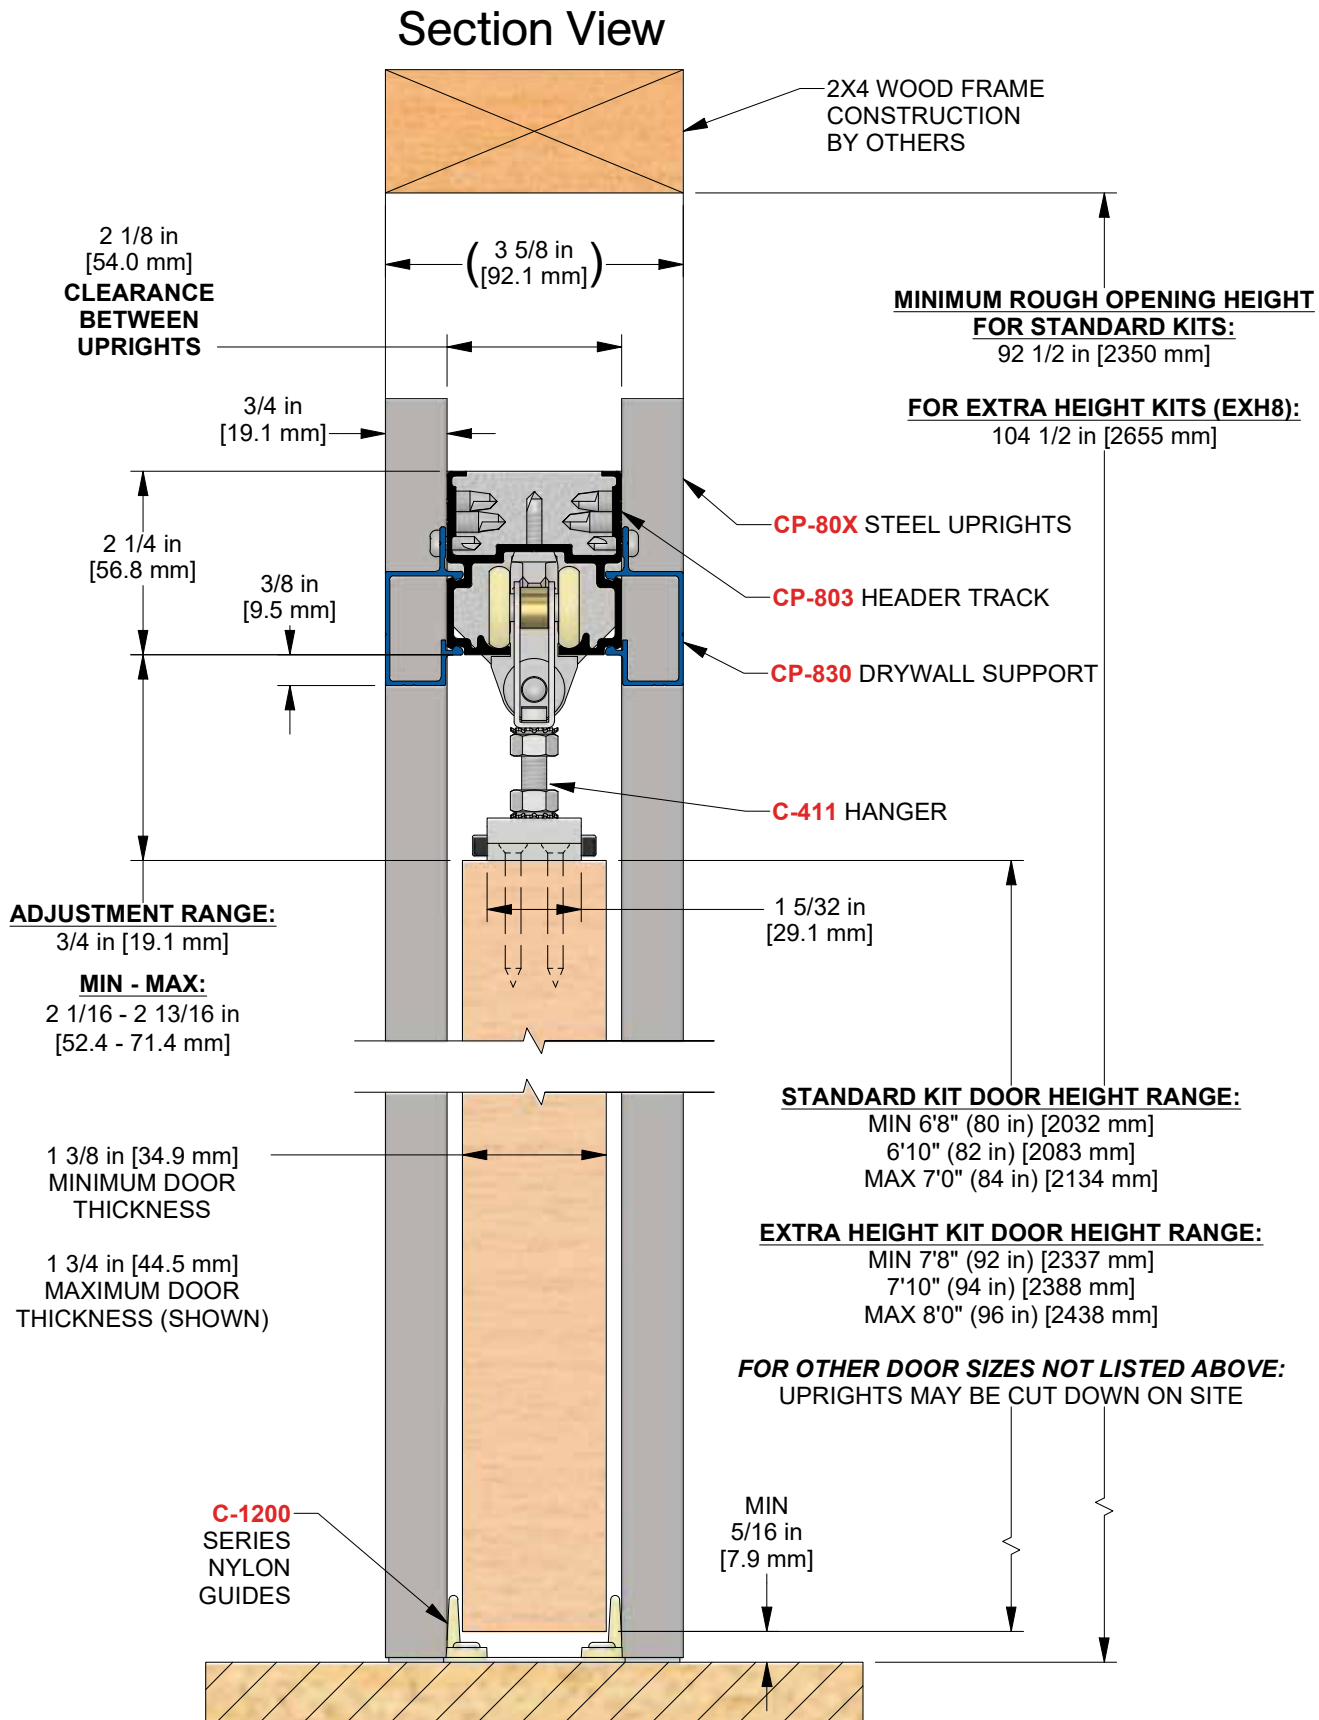 Section View
2X4 WOOD FRAME
CONSTRUCTION
BY OTHERS
2 1/8 in
[54.0 mm]
CLEARANCE
BETWEEN
UPRIGHTS
( 3 5/8 in
[92.1 mm] )
MINIMUM ROUGH OPENING HEIGHT
FOR STANDARD KITS:
92 1/2 in [2350 mm]
FOR EXTRA HEIGHT KITS (EXH8):
104 1/2 in [2655 mm]
3/4 in
[19.1 mm]
2 1/4 in
[56.8 mm]
3/8 in
[9.5 mm]
CP-80X STEEL UPRIGHTS
CP-803 HEADER TRACK
CP-830 DRYWALL SUPPORT
C-411 HANGER
ADJUSTMENT RANGE:
3/4 in [19.1 mm]
MIN - MAX:
2 1/16 - 2 13/16 in
[52.4 - 71.4 mm]
1 5/32 in
[29.1 mm]
STANDARD KIT DOOR HEIGHT RANGE:
MIN 6'8" (80 in) [2032 mm]
6'10" (82 in) [2083 mm]
MAX 7'0" (84 in) [2134 mm]
1 3/8 in [34.9 mm]
MINIMUM DOOR
THICKNESS
1 3/4 in [44.5 mm]
MAXIMUM DOOR
THICKNESS (SHOWN)
EXTRA HEIGHT KIT DOOR HEIGHT RANGE:
MIN 7'8" (92 in) [2337 mm]
7'10" (94 in) [2388 mm]
MAX 8'0" (96 in) [2438 mm]
FOR OTHER DOOR SIZES NOT LISTED ABOVE:
UPRIGHTS MAY BE CUT DOWN ON SITE
C-1200
SERIES
NYLON
GUIDES
MIN
5/16 in
[7.9 mm]